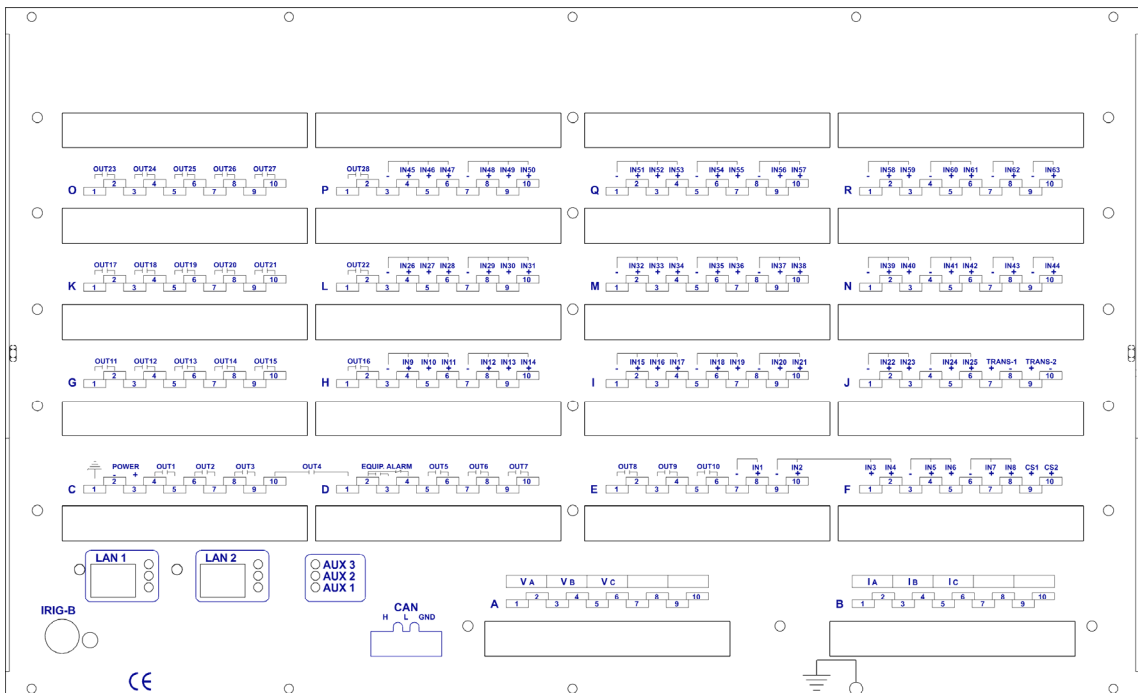 OUT23 OUT24 OUT25 OUT26 OUT27 OUT28 - IN45 IN46 IN47 - IN48 IN49 IN50 - IN51 IN52 IN53 - IN54 IN55 - IN56 IN57 - IN58 IN59 - IN60 IN61 - IN62 - IN63
O 1 2 3 4 5 6 7 8 9 10 P 1 2 3 4 5 6 7 8 9 10 Q 1 2 3 4 5 6 7 8 9 10 R 1 2 3 4 5 6 7 8 9 10
OUT17 OUT18 OUT19 OUT20 OUT21 OUT22 - IN26 IN27 IN28 - IN29 IN30 IN31 - IN32 IN33 IN34 - IN35 IN36 - IN37 IN38 - IN39 IN40 - IN41 IN42 - IN43 - IN44
K 1 2 3 4 5 6 7 8 9 10 L 1 2 3 4 5 6 7 8 9 10 M 1 2 3 4 5 6 7 8 9 10 N 1 2 3 4 5 6 7 8 9 10
OUT11 OUT12 OUT13 OUT14 OUT15 OUT16 - IN9 IN10 IN11 - IN12 IN13 IN14 - IN15 IN16 IN17 - IN18 IN19 - IN20 IN21 - IN22 IN23 - IN24 IN25 TRANS-1 TRANS-2
G 1 2 3 4 5 6 7 8 9 10 H 1 2 3 4 5 6 7 8 9 10 I 1 2 3 4 5 6 7 8 9 10 J 1 2 3 4 5 6 7 8 9 10
POWER OUT1 OUT2 OUT3 OUT4 EQUIP. ALARM OUT5 OUT6 OUT7 OUT8 OUT9 OUT10 - IN1 - IN2 IN3 IN4 - IN5 IN6 - IN7 IN8 CS1 CS2
C 1 2 3 4 5 6 7 8 9 10 D 1 2 3 4 5 6 7 8 9 10 E 1 2 3 4 5 6 7 8 9 10 F 1 2 3 4 5 6 7 8 9 10
LAN 1 LAN 2
AUX 3
AUX 2
AUX 1
VA VB VC
A 1 2 3 4 5 6 7 8 9 10
IA IB IC
B 1 2 3 4 5 6 7 8 9 10
IRIG-B
CAN
H L GND
CE